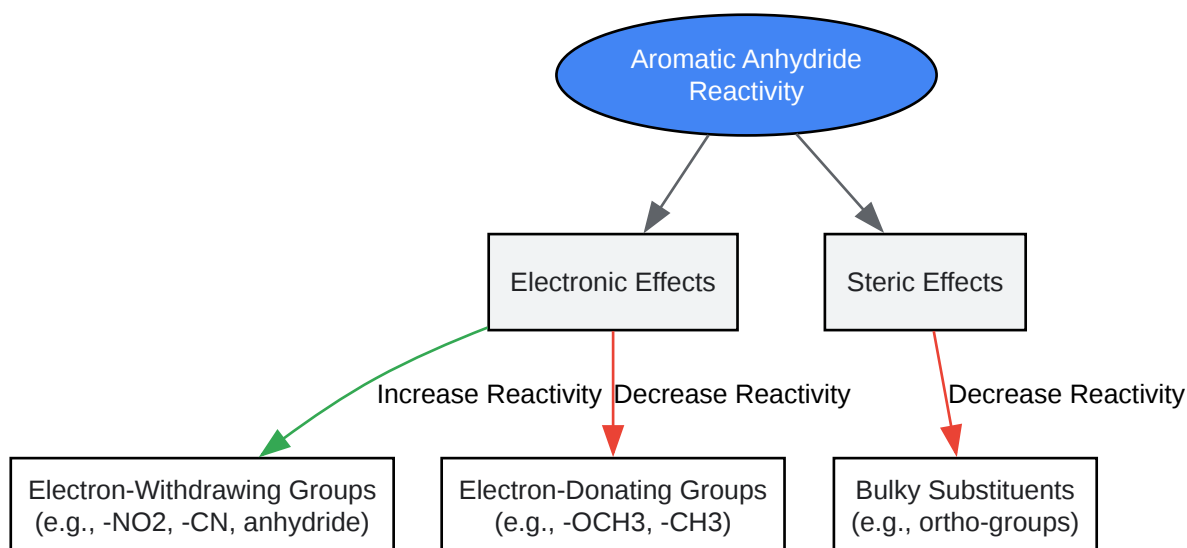 Aromatic Anhydride
Reactivity
Electronic Effects
Steric Effects
Increase Reactivity
Decrease Reactivity
Decrease Reactivity
Electron-Withdrawing Groups
(e.g., -NO2, -CN, anhydride)
Electron-Donating Groups
(e.g., -OCH3, -CH3)
Bulky Substituents
(e.g., ortho-groups)